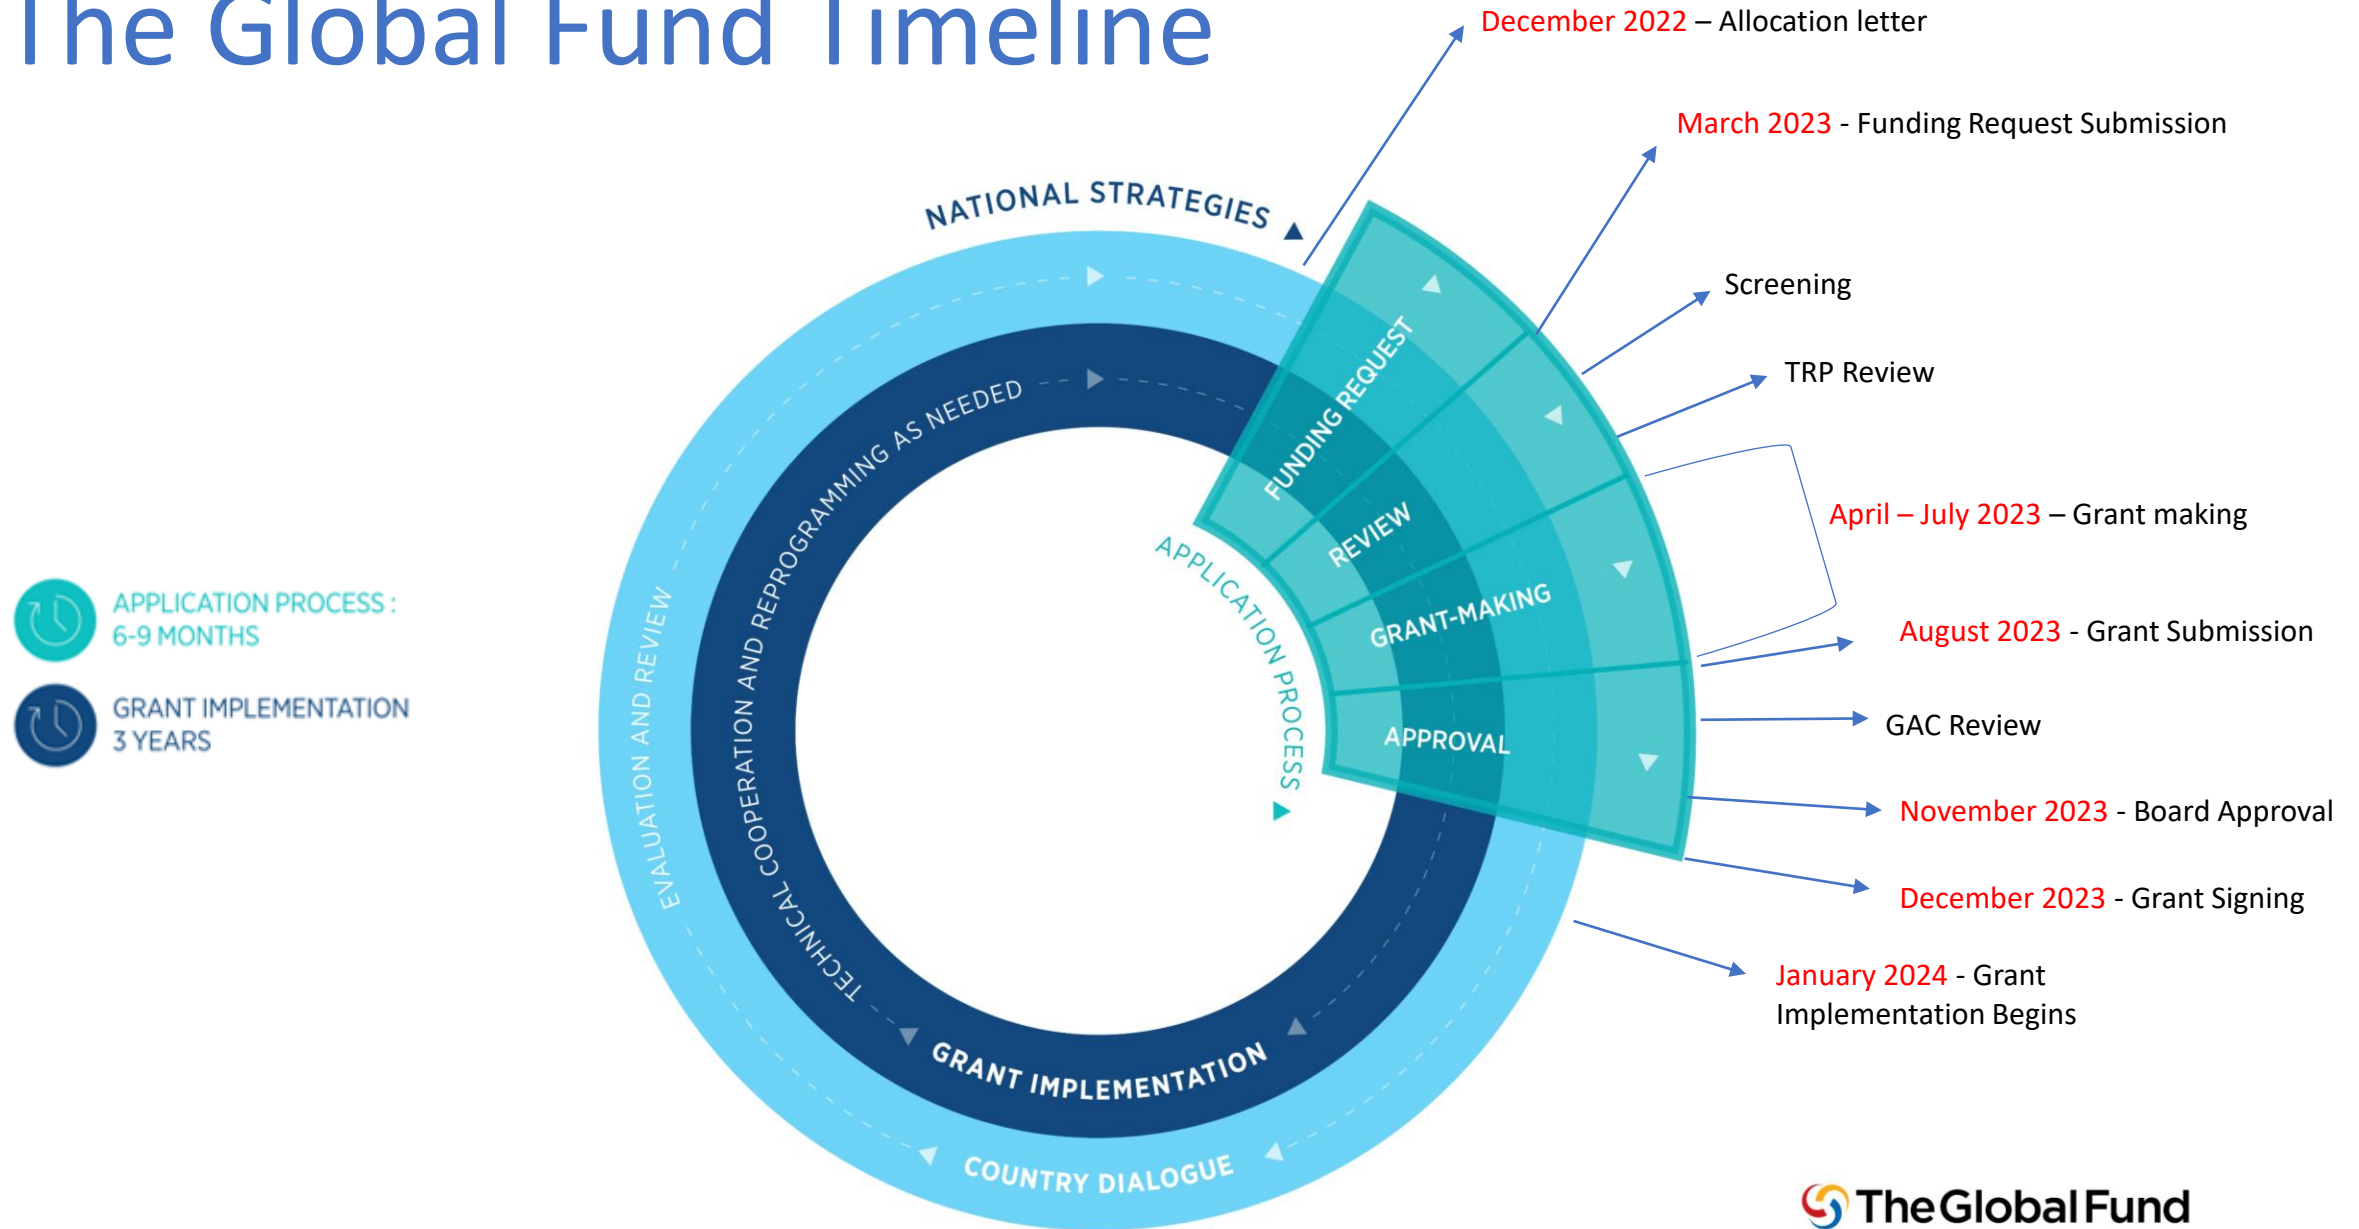 The Global Fund Timeline
December 2022 – Allocation letter
March 2023 - Funding Request Submission
NATIONAL STRATEGIES
Screening
FUNDING REQUEST
TRP Review
TECHNICAL COOPERATION AND REPROGRAMMING AS NEEDED
REVIEW
April – July 2023 – Grant making
APPLICATION PROCESS
GRANT-MAKING
APPLICATION PROCESS :
6-9 MONTHS
EVALUATION AND REVIEW
August 2023 - Grant Submission
GRANT IMPLEMENTATION
3 YEARS
APPROVAL
GAC Review
November 2023 - Board Approval
December 2023 - Grant Signing
January 2024 - Grant
Implementation Begins
GRANT IMPLEMENTATION
COUNTRY DIALOGUE
TheGlobalFund